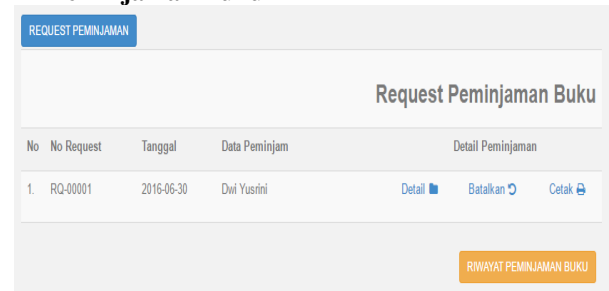 REQUEST PEMINJAMAN
Request Peminjaman Buku
No No Request Tanggal Data Peminjam Detail Peminjaman
1. RQ-00001 2016-06-30 Dwi Yusrini Detail Batalkan Cetak
RIWAYAT PEMINJAMAN BUKU